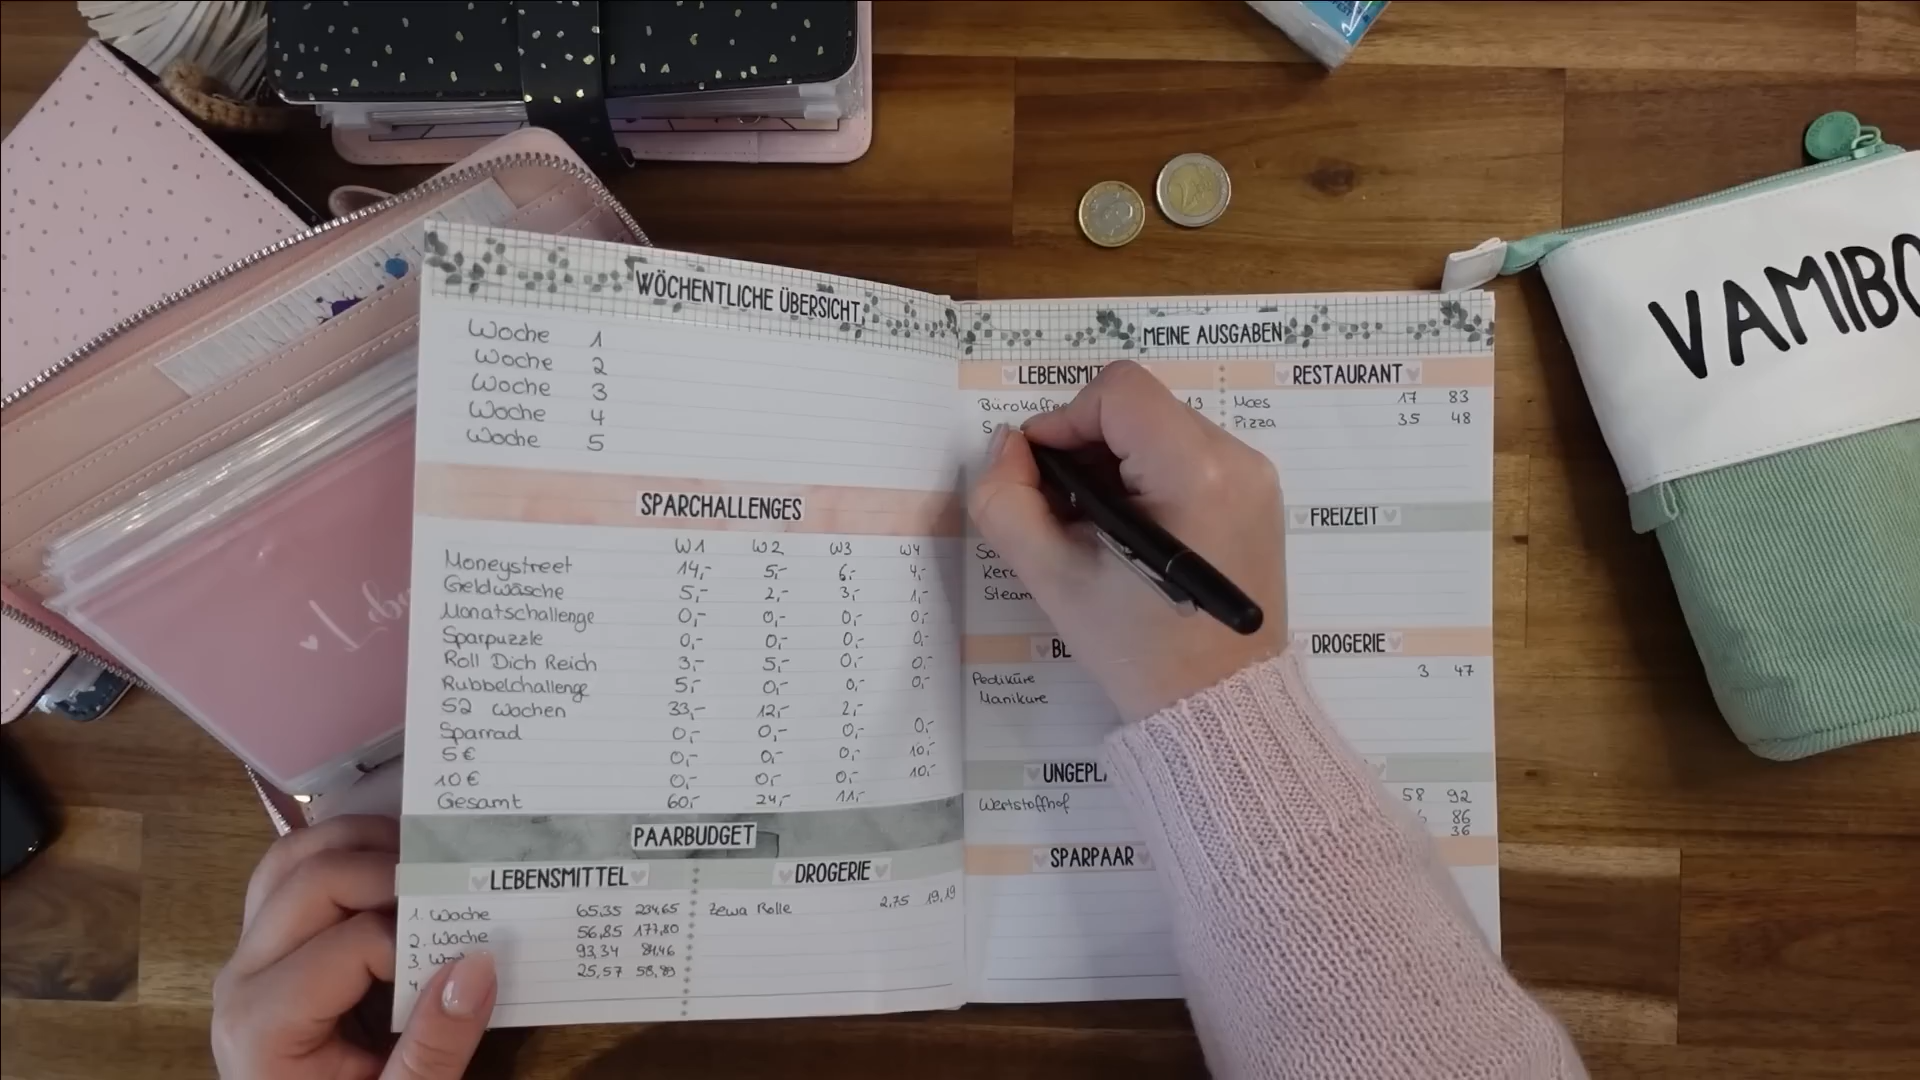 WÖCHENTLICHE ÜBERSICHT
Woche 1
Woche 2
Woche 3
Woche 4
Woche 5
SPARCHALLENGES
W1 W2 W3 W4
Moneystreet 14,- 5,- 6,- 4,-
Geldwäsche 5,- 2,- 3,- 1,-
Monatschallenge 0,- 0,- 0,- 0,-
Sparpuzzle 0,- 0,- 0,- 0,-
Roll Dich Reich 3,- 5,- 0,- 0,-
Rubbelchallenge 5,- 0,- 0,- 0,-
52 Wochen 33,- 12,- 2,-
Sparrad 0,- 0,- 0,- 0,-
5€ 0,- 0,- 0,- 10,-
10€ 0,- 0,- 0,- 10,-
Gesamt 60,- 24,- 11,-
PAARBUDGET
LEBENSMITTEL
1. Woche 65,35 234,65
2. Woche 56,85 177,80
3. 93,34 84,46
4. 25,57 58,89
DROGERIE
Zewa Rolle 2,75 19,19
MEINE AUSGABEN
13
RESTAURANT
17 83
Pizza 35 48
FREIZEIT
Steam
Pediküre
Maniküre
DROGERIE
3 47
Wertstoffhof
58 92
86
36
SPARPAAR